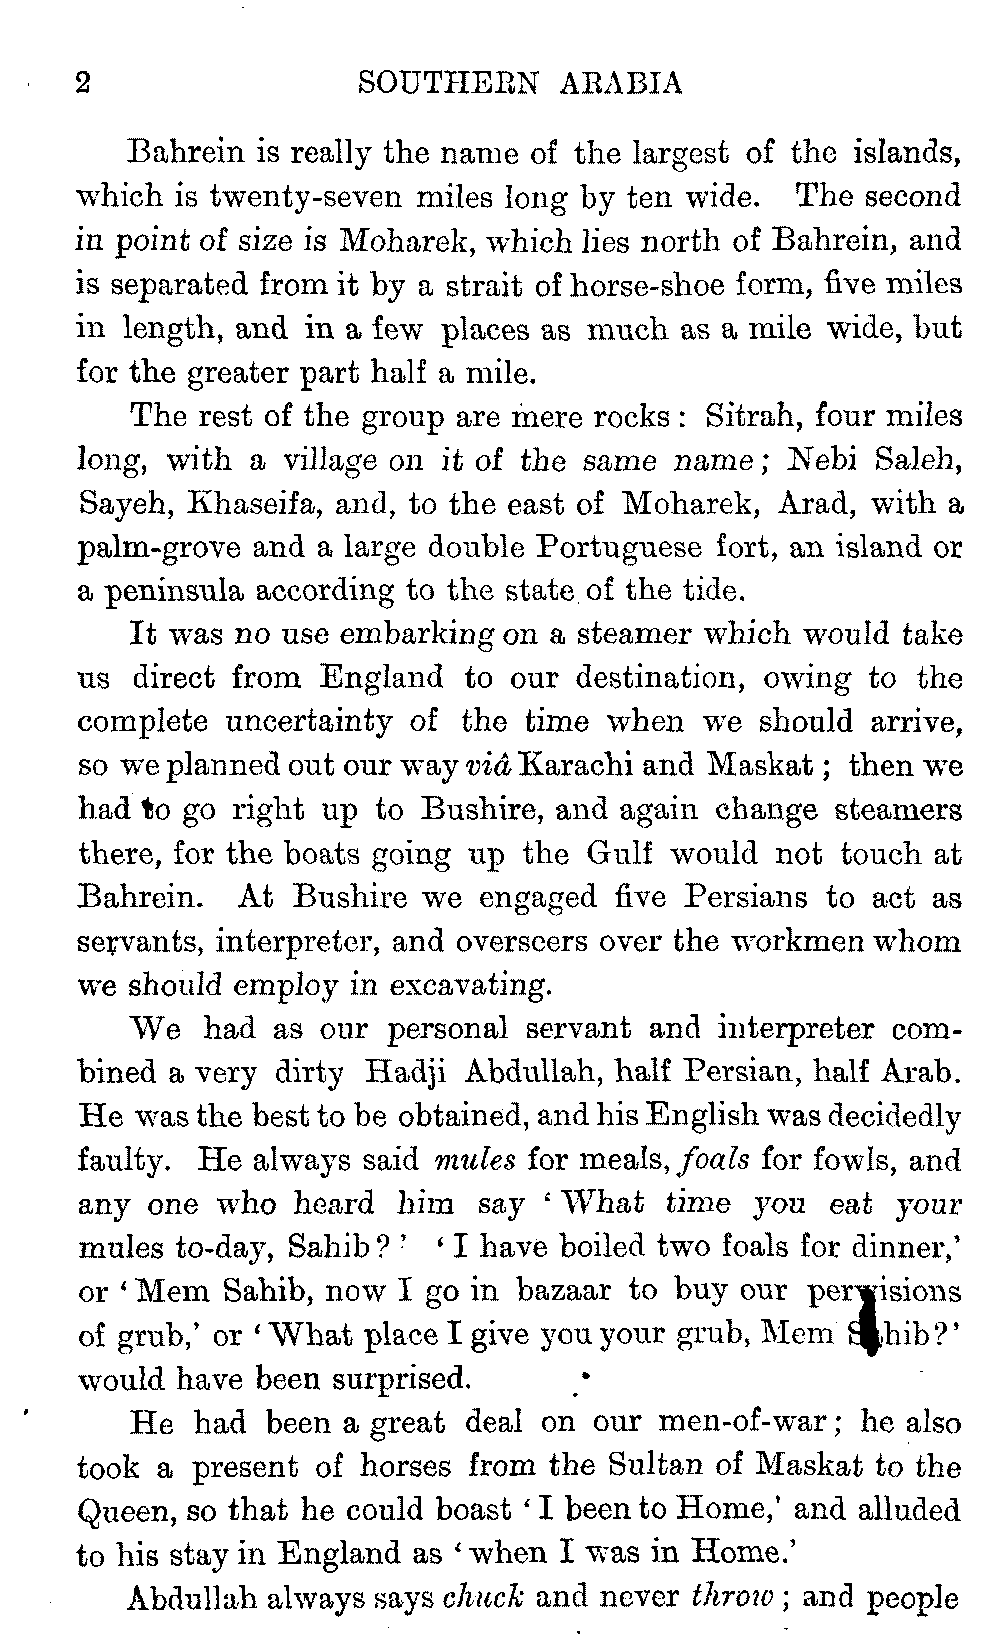 2 SOUTHERN ARABIA
Bahrein is really the name of the largest of the islands,
which is twenty-seven miles long by ten wide. The second
in point of size is Moharek, which lies north of Bahrein, and
is separated from it by a strait of horse-shoe form, five miles
in length, and in a few places as much as a mile wide, but
for the greater part half a mile.
The rest of the group are mere rocks : Sitrah, four miles
long, with a village on it of the same name ; Nebi Saleh,
Sayeh, Khaseifa, and, to the east of Moharek, Arad, with a
palm-grove and a large double Portuguese fort, an island or
a peninsula according to the state of the tide.
It was no use embarking on a steamer which would take
us direct from England to our destination, owing to the
complete uncertainty of the time when we should arrive,
so we planned out our way viâ Karachi and Maskat ; then we
had to go right up to Bushire, and again change steamers
there, for the boats going up the Gulf would not touch at
Bahrein. At Bushire we engaged five Persians to act as
servants, interpreter, and overseers over the workmen whom
we should employ in excavating.
We had as our personal servant and interpreter com-
bined a very dirty Hadji Abdullah, half Persian, half Arab.
He was the best to be obtained, and his English was decidedly
faulty. He always said mules for meals, foals for fowls, and
any one who heard him say ‘ What time you eat your
mules to-day, Sahib ? ’ ‘ I have boiled two foals for dinner,’
or ‘ Mem Sahib, now I go in bazaar to buy our pervisions
of grub,’ or ‘ What place I give you your grub, Mem Sahib ? ’
would have been surprised.
He had been a great deal on our men-of-war ; he also
took a present of horses from the Sultan of Maskat to the
Queen, so that he could boast ‘ I been to Home,’ and alluded
to his stay in England as ‘ when I was in Home.’
Abdullah always says chuck and never throw ; and people